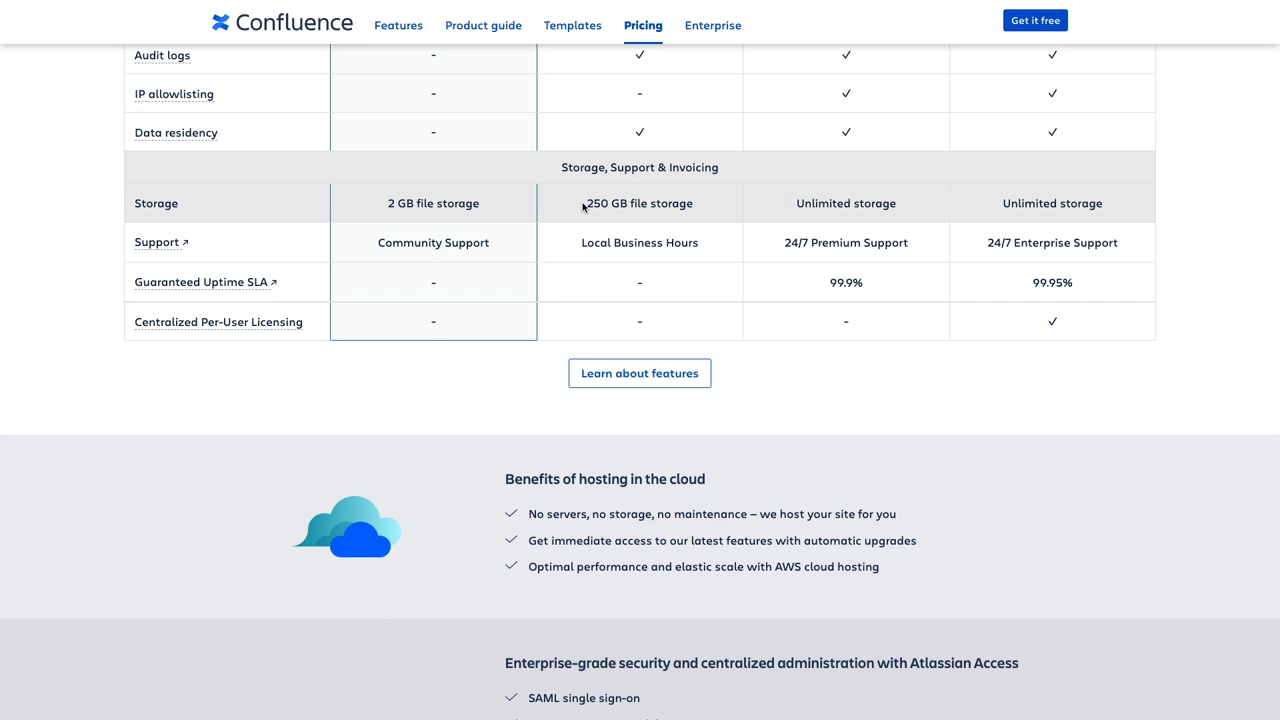 Confluence Features Product guide Templates Pricing Enterprise Get it free
Audit logs - ✓ ✓ ✓
IP allowlisting - - ✓ ✓
Data residency - ✓ ✓ ✓
Storage, Support & Invoicing
Storage 2 GB file storage 250 GB file storage Unlimited storage Unlimited storage
Support ↗ Community Support Local Business Hours 24/7 Premium Support 24/7 Enterprise Support
Guaranteed Uptime SLA ↗ - - 99.9% 99.95%
Centralized Per-User Licensing - - - ✓
Learn about features
Benefits of hosting in the cloud
No servers, no storage, no maintenance – we host your site for you
Get immediate access to our latest features with automatic upgrades
Optimal performance and elastic scale with AWS cloud hosting
Enterprise-grade security and centralized administration with Atlassian Access
SAML single sign-on